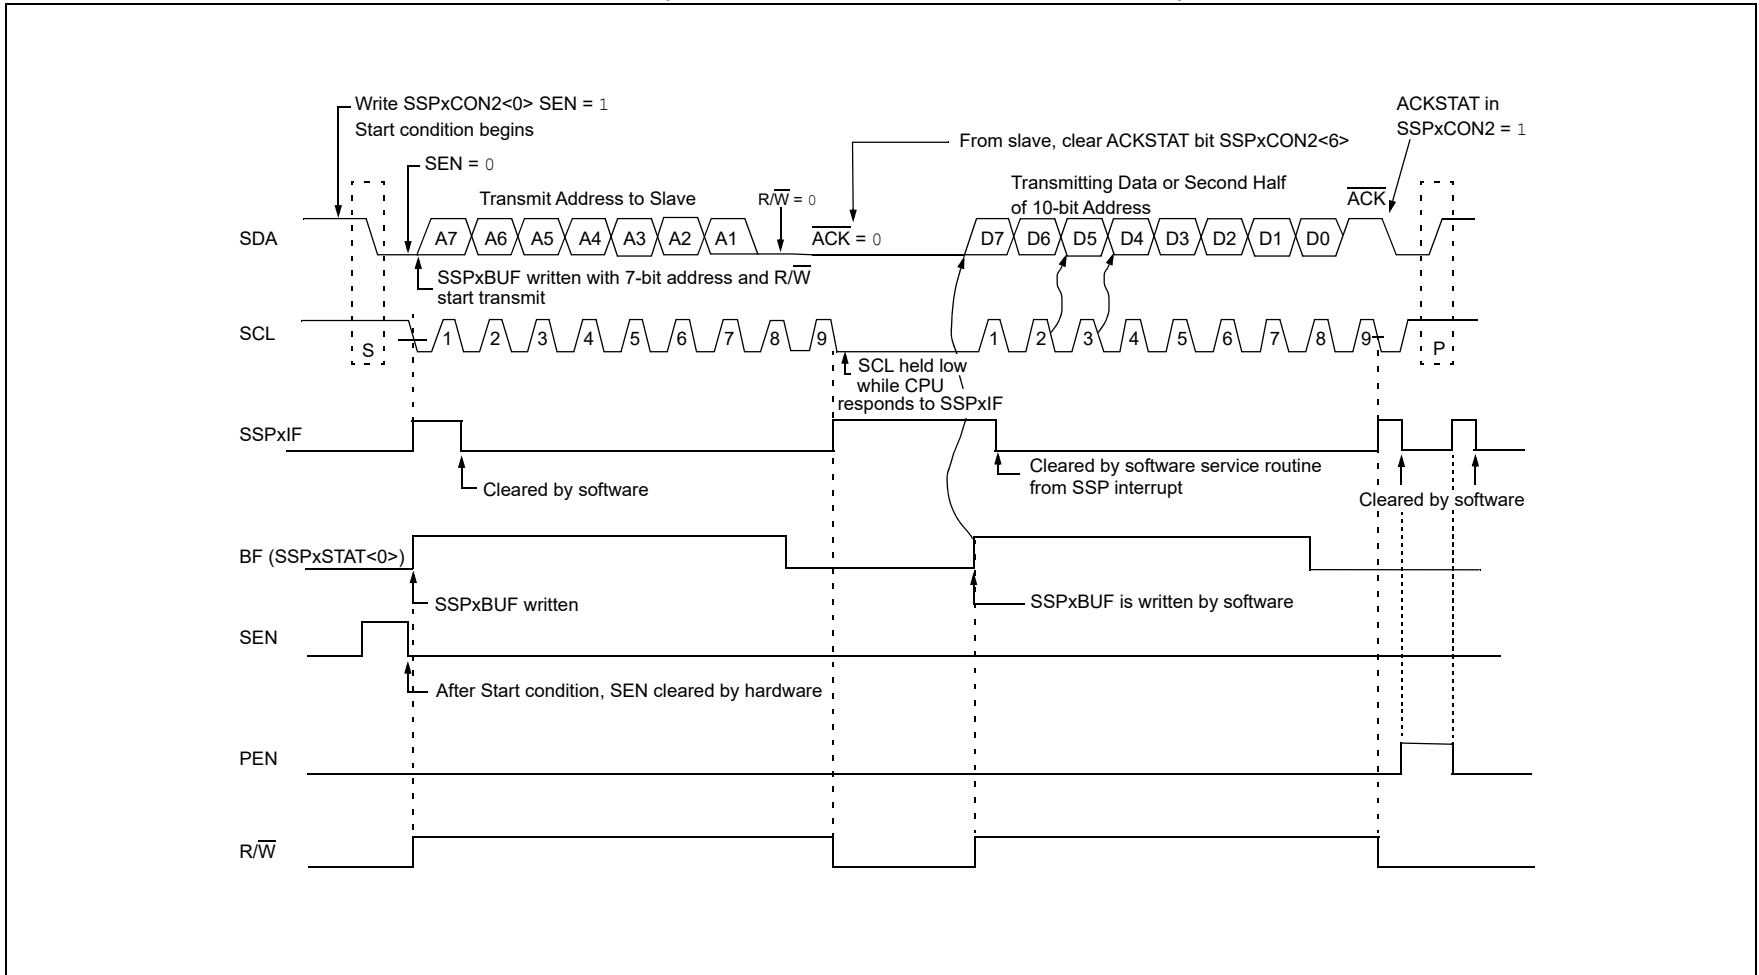 Write SSPxCON2<0> SEN = 1
Start condition begins
ACKSTAT in
SSPxCON2 = 1
From slave, clear ACKSTAT bit SSPxCON2<6>
SEN = 0
Transmit Address to Slave
R/W̅ = 0
Transmitting Data or Second Half
of 10-bit Address
A̅C̅K̅
SDA
A7 A6 A5 A4 A3 A2 A1
A̅C̅K̅ = 0
D7 D6 D5 D4 D3 D2 D1 D0
SSPxBUF written with 7-bit address and R/W̅
start transmit
SCL
S
1 2 3 4 5 6 7 8 9
1 2 3 4 5 6 7 8 9
P
SCL held low
while CPU
responds to SSPxIF
SSPxIF
Cleared by software
Cleared by software service routine
from SSP interrupt
Cleared by software
BF (SSPxSTAT<0>)
SSPxBUF written
SSPxBUF is written by software
SEN
After Start condition, SEN cleared by hardware
PEN
R/W̅